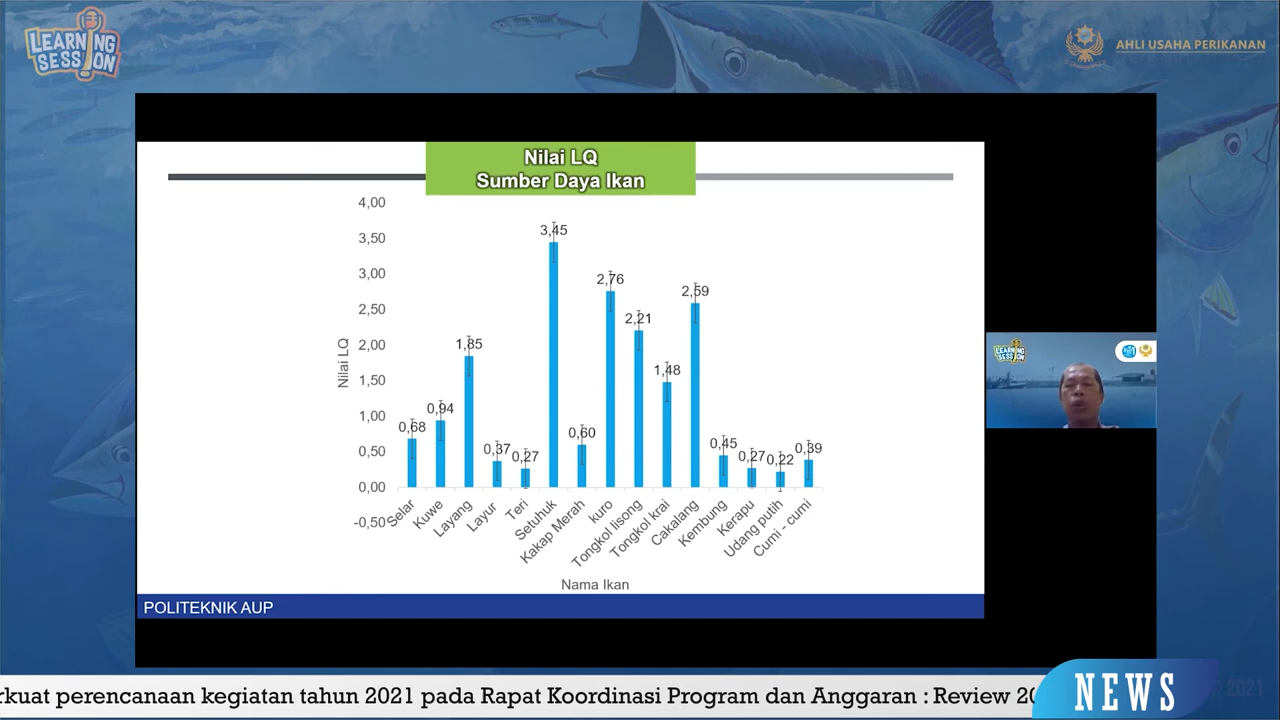 LEARNING
SESSION
AHLI USAHA PERIKANAN
Nilai LQ
Sumber Daya Ikan
4,00
3,50
3,00
2,50
2,00
1,50
1,00
0,50
0,00
-0,50
Nilai LQ
0,68
0,94
1,85
0,37
0,27
3,45
0,60
2,76
2,21
1,48
2,59
0,45
0,27
0,22
0,39
Selar
Kuwe
Layang
Layur
Teri
Setuhuk
Kakap Merah
kuro
Tongkol lisong
Tongkol krai
Cakalang
Kembung
Kerapu
Udang putih
Cumi - cumi
Nama Ikan
POLITEKNIK AUP
LEARNING
SESSION
rkuat perencanaan kegiatan tahun 2021 pada Rapat Koordinasi Program dan Anggaran : Review 20
NEWS
2021